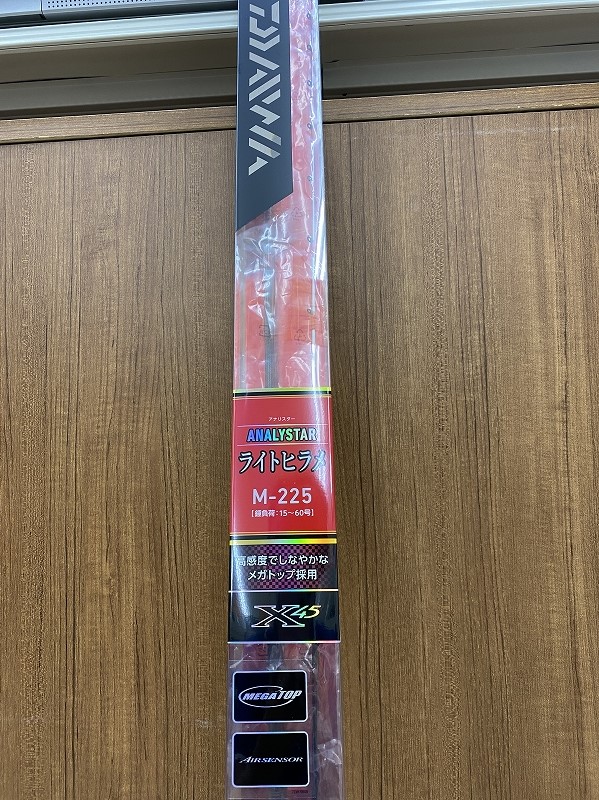 DAIWA
アナリスター
ANALYSTAR
ライトヒラメ
M-225
[錘負荷:15~60号]
高感度でしなやかな
メガトップ採用
X45
MEGATOP
AIRSENSOR